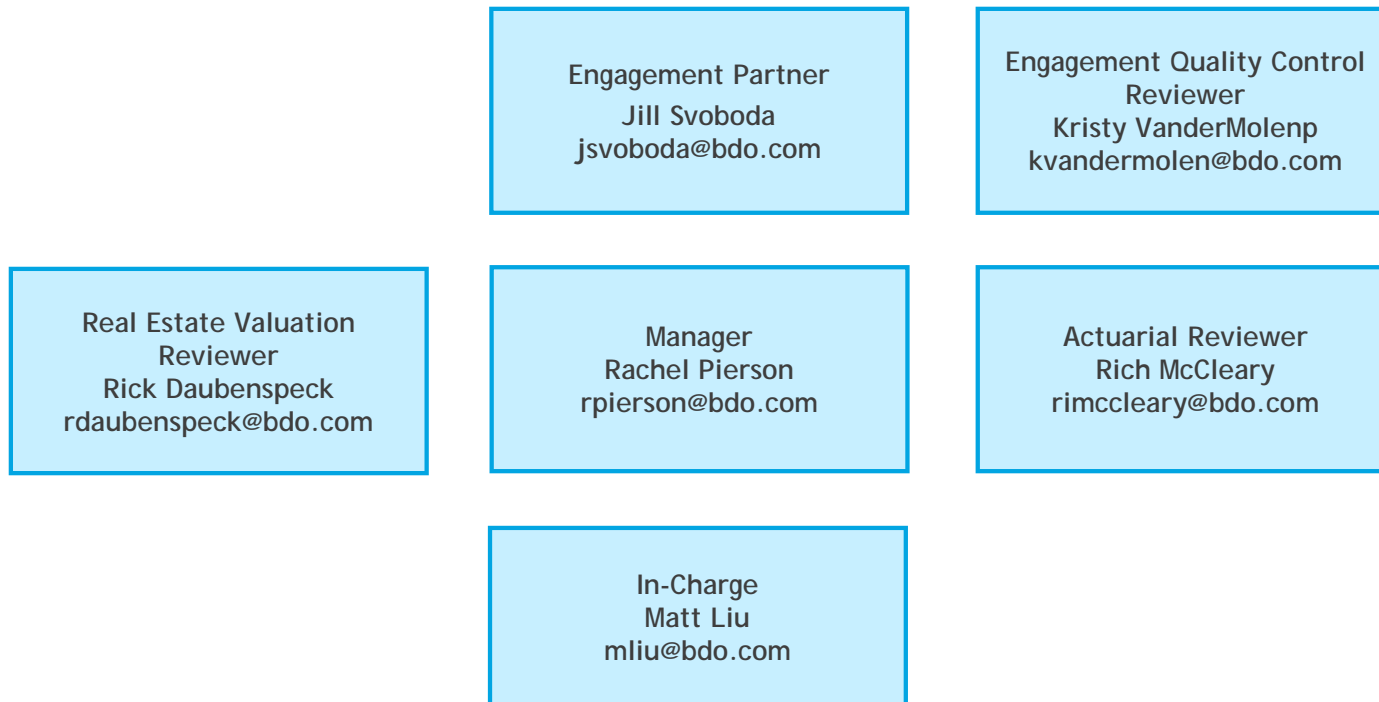 Engagement Partner
Jill Svoboda
jsvoboda@bdo.com
Engagement Quality Control
Reviewer
Kristy VanderMolenp
kvandermolen@bdo.com
Real Estate Valuation
Reviewer
Rick Daubenspeck
rdaubenspeck@bdo.com
Manager
Rachel Pierson
rpierson@bdo.com
Actuarial Reviewer
Rich McCleary
rimccleary@bdo.com
In-Charge
Matt Liu
mliu@bdo.com